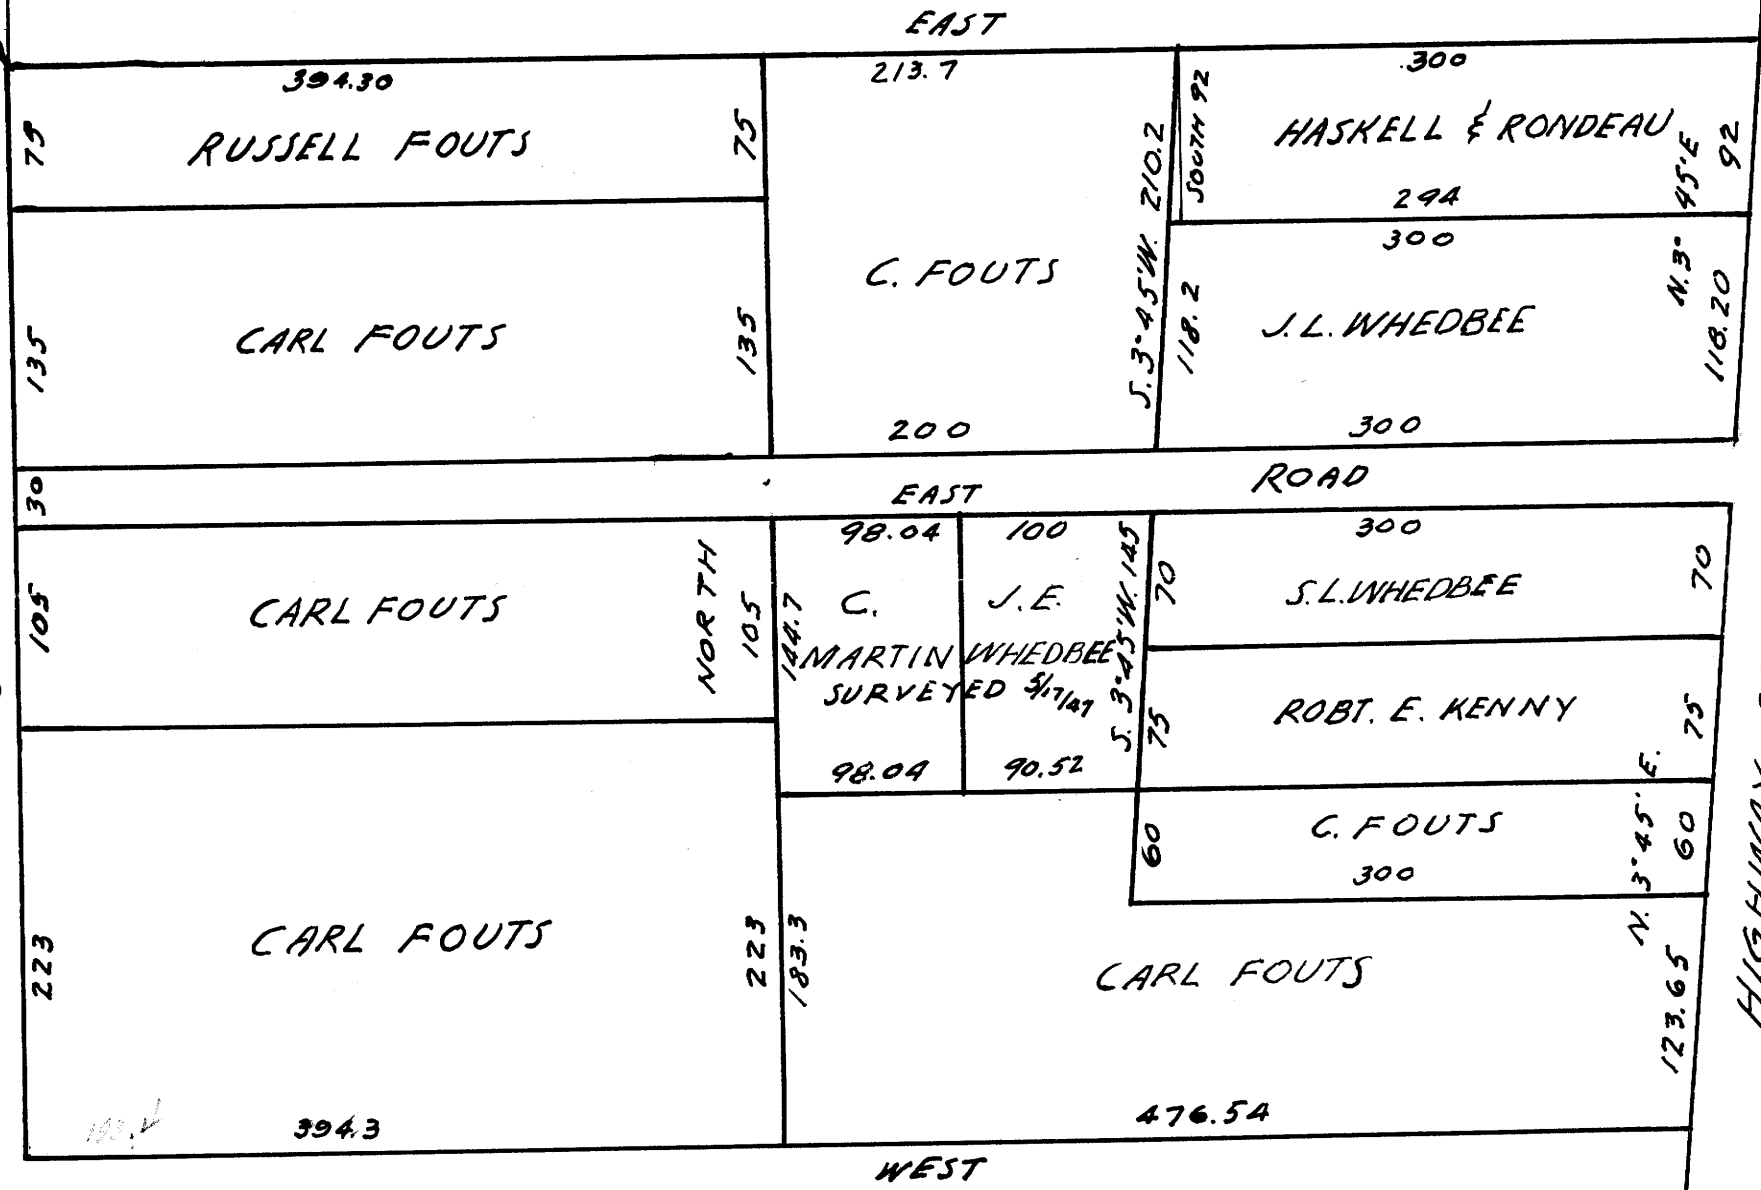 EAST
394.30
213.7
300
75
RUSSELL FOUTS
75
SOUTH 92
HASKELL & RONDEAU
N. 3° 45' E
92
294
S. 3° 45' W. 210.2
C. FOUTS
300
135
CARL FOUTS
135
118.2
J.L. WHEDBEE
118.20
200
300
30
EAST
ROAD
98.04
100
300
105
CARL FOUTS
NORTH
105
144.7
C.
MARTIN
J.E.
WHEDBEE
SURVEYED 5/17/47
S. 3° 45' W. 145
70
S.L. WHEDBEE
70
75
ROBT. E. KENNY
75
98.04
90.52
60
C. FOUTS
60
300
N. 3° 45' E.
223
CARL FOUTS
223
183.3
CARL FOUTS
123.65
HIGHWAY
394.3
476.54
WEST